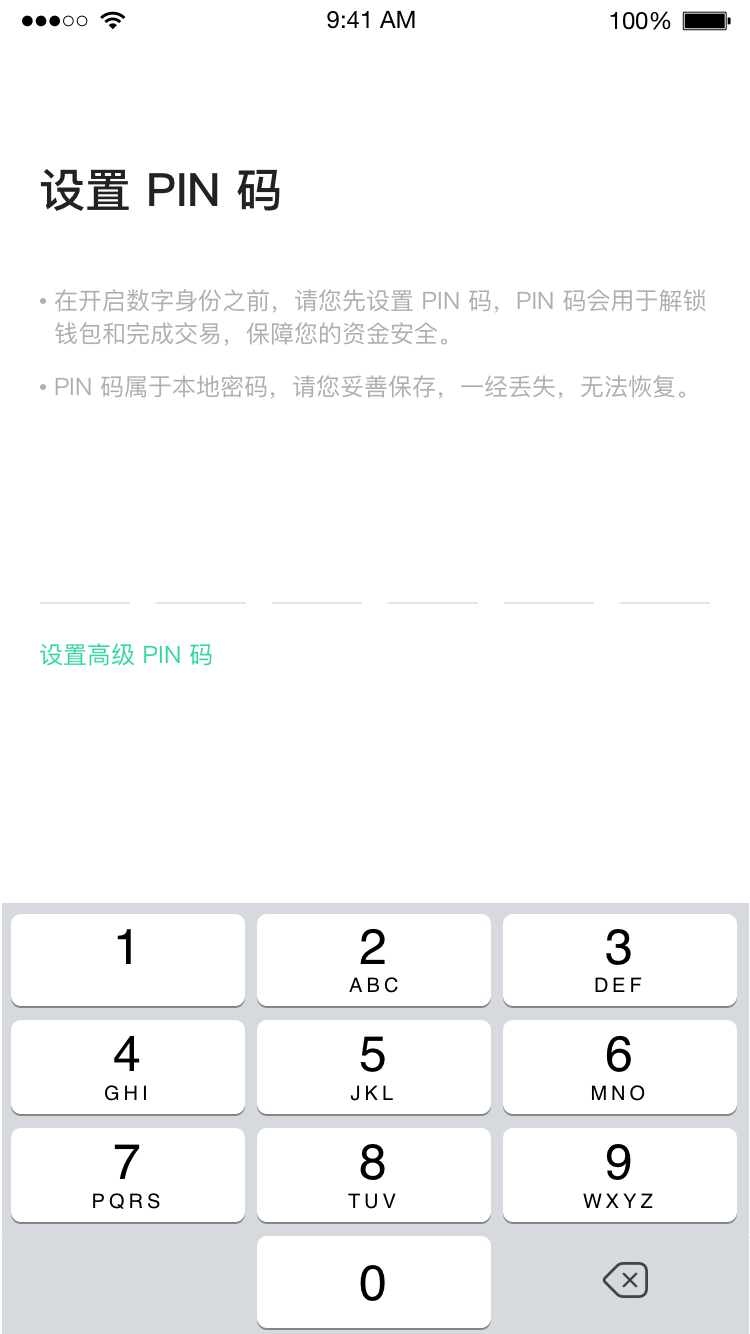 9:41 AM 100%
设置 PIN 码
• 在开启数字身份之前，请您先设置 PIN 码，PIN 码会用于解锁
钱包和完成交易，保障您的资金安全。
• PIN 码属于本地密码，请您妥善保存，一经丢失，无法恢复。
设置高级 PIN 码
1 2 3
ABC DEF
4 5 6
GHI JKL MNO
7 8 9
PQRS TUV WXYZ
0